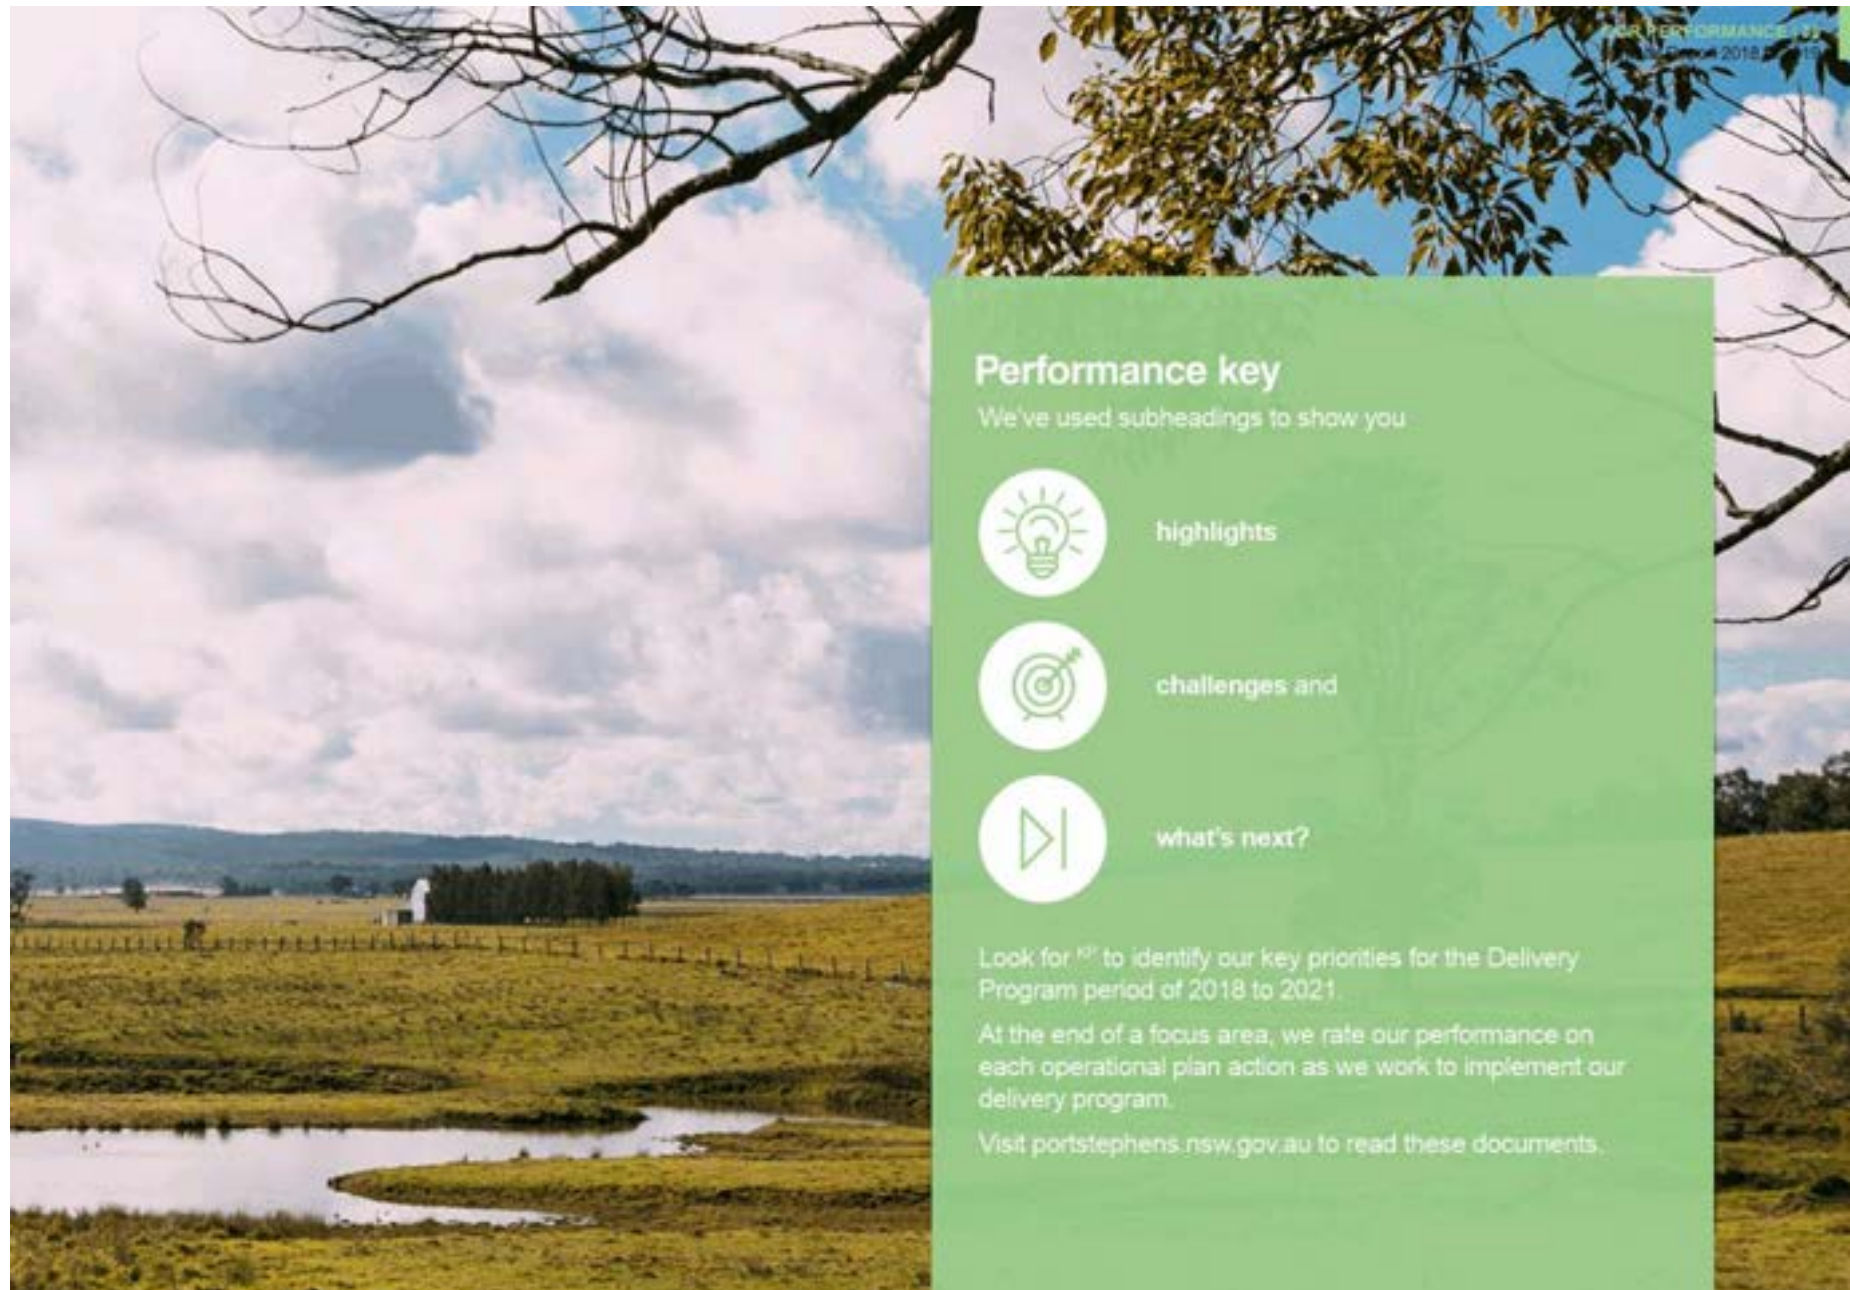 OUR PERFORMANCE
2018
Performance key
We've used subheadings to show you
highlights
challenges and
what's next?
Look for KP to identify our key priorities for the Delivery
Program period of 2018 to 2021
At the end of a focus area, we rate our performance on
each operational plan action as we work to implement our
delivery program.
Visit portstephens.nsw.gov.au to read these documents.